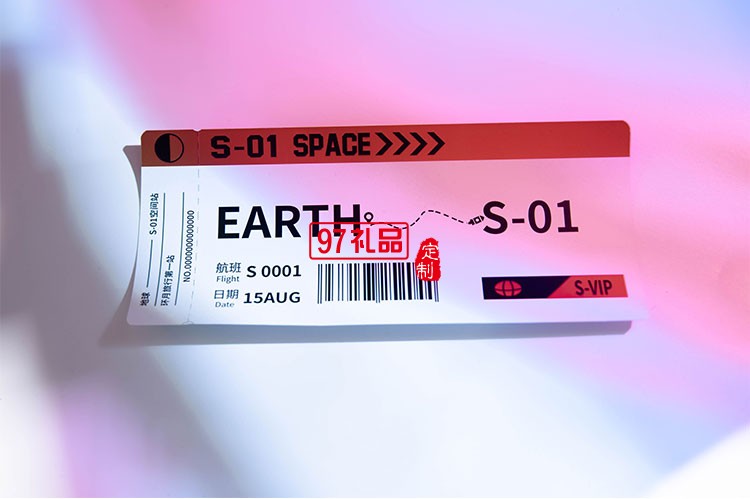 S-01 SPACE
地球 —— S-01空间站
环月旅行第一站
NO.0000000000000000
EARTH
S-01
97礼品
定制
航班 S 0001
Flight
日期 15AUG
Date
S-VIP